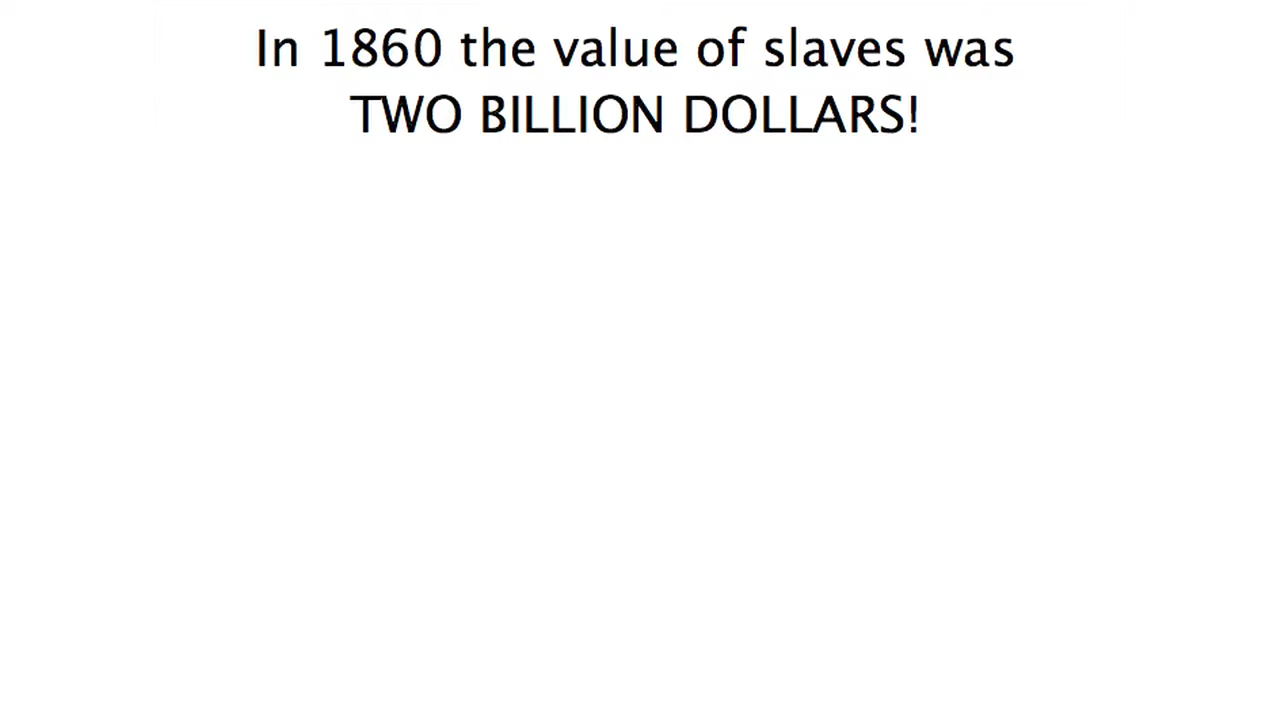 In 1860 the value of slaves was
TWO BILLION DOLLARS!